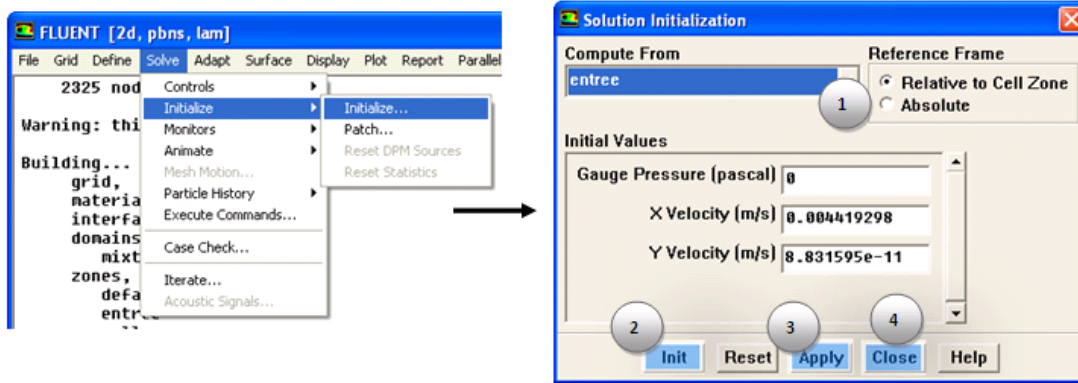 FLUENT [2d, pbns, lam]
File Grid Define Solve Adapt Surface Display Plot Report Parallel
2325 nod
Warning: thi
Building...
grid,
materia
interfa
domains
mixt
zones,
defa
entree
Controls
Initialize
Monitors
Animate
Mesh Motion...
Particle History
Execute Commands...
Case Check...
Iterate...
Acoustic Signals...
Initialize...
Patch...
Reset DPM Sources
Reset Statistics
Solution Initialization
Compute From
entree
1
Reference Frame
Relative to Cell Zone
Absolute
Initial Values
Gauge Pressure (pascal) 0
X Velocity (m/s) 0.004419298
Y Velocity (m/s) 8.831595e-11
2
3
4
Init Reset Apply Close Help